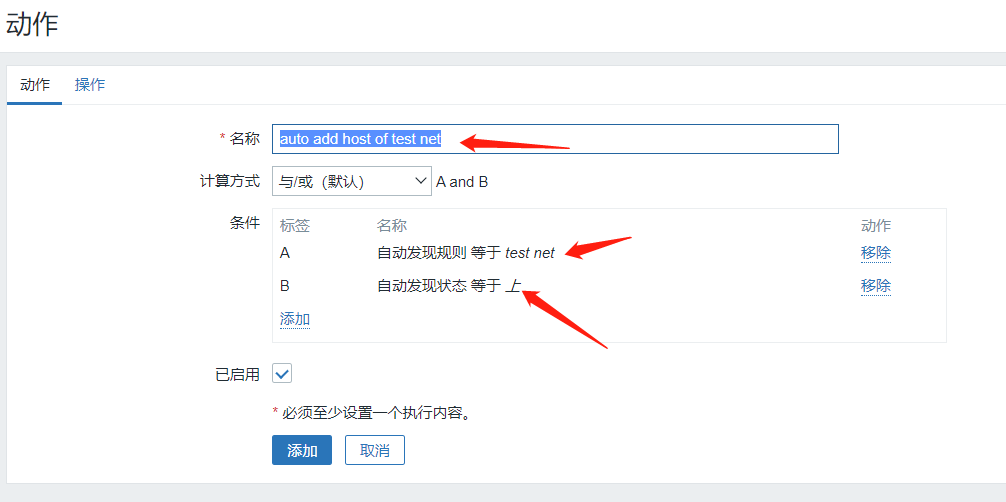 动作
动作 操作
* 名称 auto add host of test net
计算方式 与/或（默认） A and B
条件 标签 名称 动作
A 自动发现规则 等于 test net 移除
B 自动发现状态 等于 上 移除
添加
已启用
* 必须至少设置一个执行内容。
添加 取消